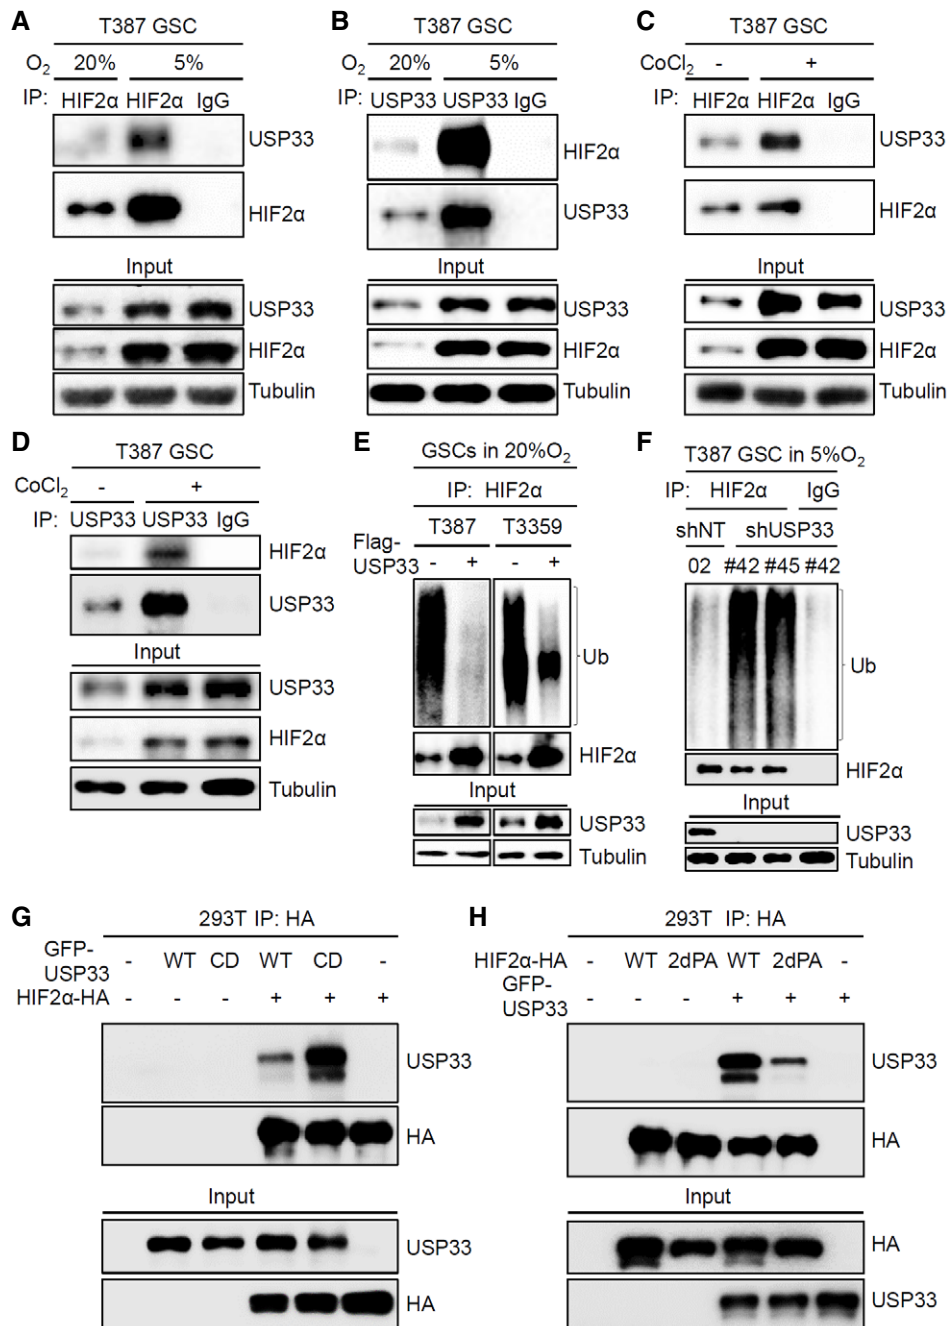 A
T387 GSC
O2 20% 5%
IP: HIF2α HIF2α IgG
USP33
HIF2α
Input
USP33
HIF2α
Tubulin
B
T387 GSC
O2 20% 5%
IP: USP33 USP33 IgG
HIF2α
USP33
Input
USP33
HIF2α
Tubulin
C
T387 GSC
CoCl2 - +
IP: HIF2α HIF2α IgG
USP33
HIF2α
Input
USP33
HIF2α
Tubulin
D
T387 GSC
CoCl2 - +
IP: USP33 USP33 IgG
HIF2α
USP33
Input
USP33
HIF2α
Tubulin
E
GSCs in 20%O2
IP: HIF2α
T387 T3359
Flag-
USP33 - + - +
Ub
HIF2α
Input
USP33
Tubulin
F
T387 GSC in 5%O2
IP: HIF2α IgG
shNT shUSP33
02 #42 #45 #42
Ub
HIF2α
Input
USP33
Tubulin
G
293T IP: HA
GFP-
USP33 - WT CD WT CD -
HIF2α-HA - - - + + +
USP33
HA
Input
USP33
HA
H
293T IP: HA
HIF2α-HA - WT 2dPA WT 2dPA -
GFP-
USP33 - - - + + +
USP33
HA
Input
HA
USP33